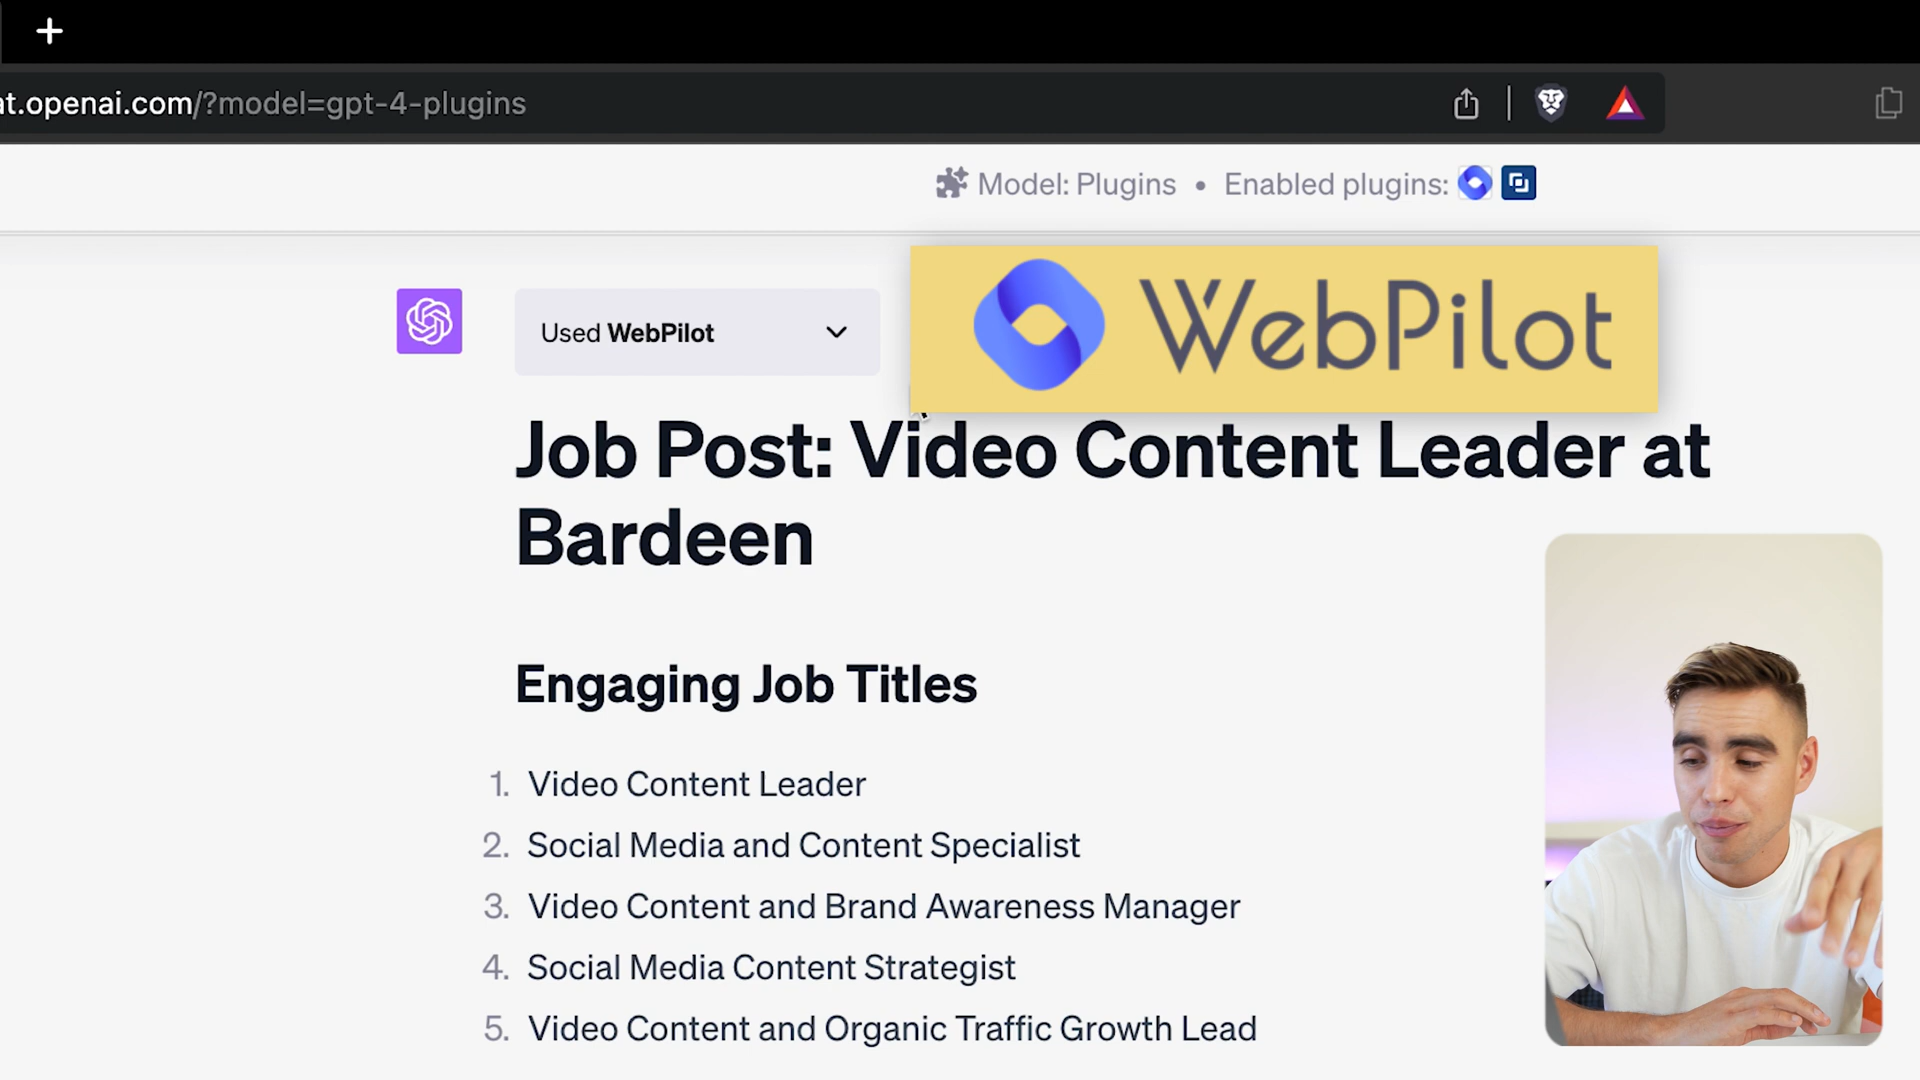 at.openai.com/?model=gpt-4-plugins
Model: Plugins • Enabled plugins:
Used WebPilot
WebPilot
Job Post: Video Content Leader at
Bardeen
Engaging Job Titles
1. Video Content Leader
2. Social Media and Content Specialist
3. Video Content and Brand Awareness Manager
4. Social Media Content Strategist
5. Video Content and Organic Traffic Growth Lead